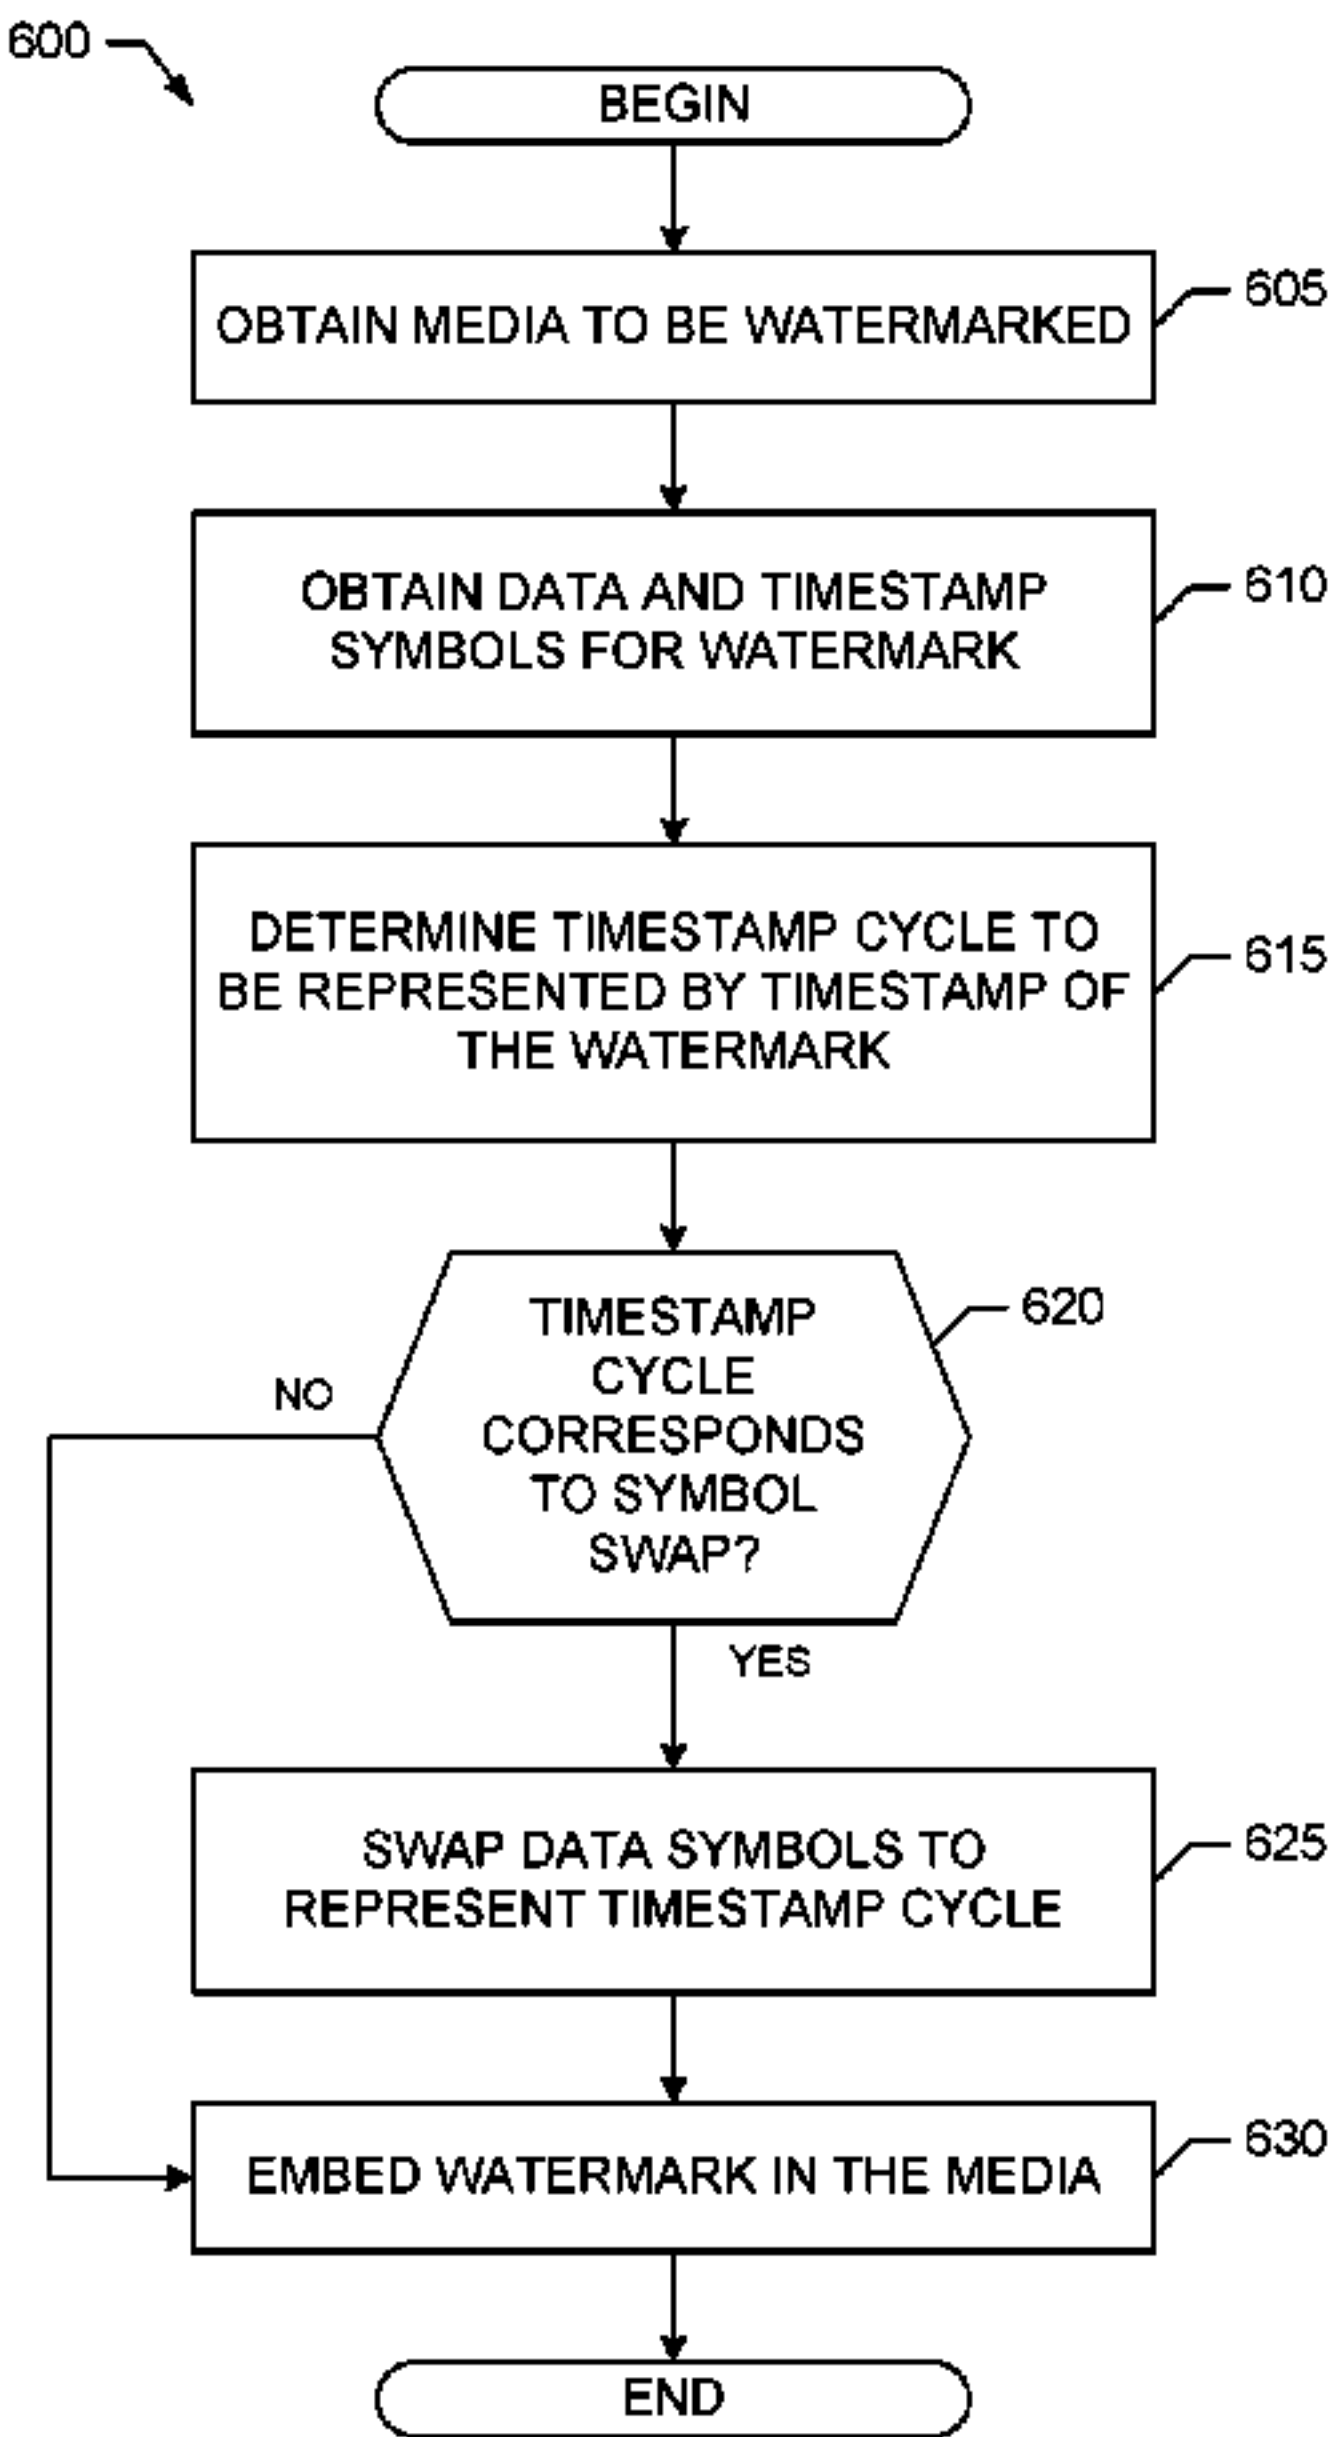 600
BEGIN
OBTAIN MEDIA TO BE WATERMARKED
605
OBTAIN DATA AND TIMESTAMP
SYMBOLS FOR WATERMARK
610
DETERMINE TIMESTAMP CYCLE TO
BE REPRESENTED BY TIMESTAMP OF
THE WATERMARK
615
TIMESTAMP
CYCLE
CORRESPONDS
TO SYMBOL
SWAP?
620
NO
YES
SWAP DATA SYMBOLS TO
REPRESENT TIMESTAMP CYCLE
625
EMBED WATERMARK IN THE MEDIA
630
END